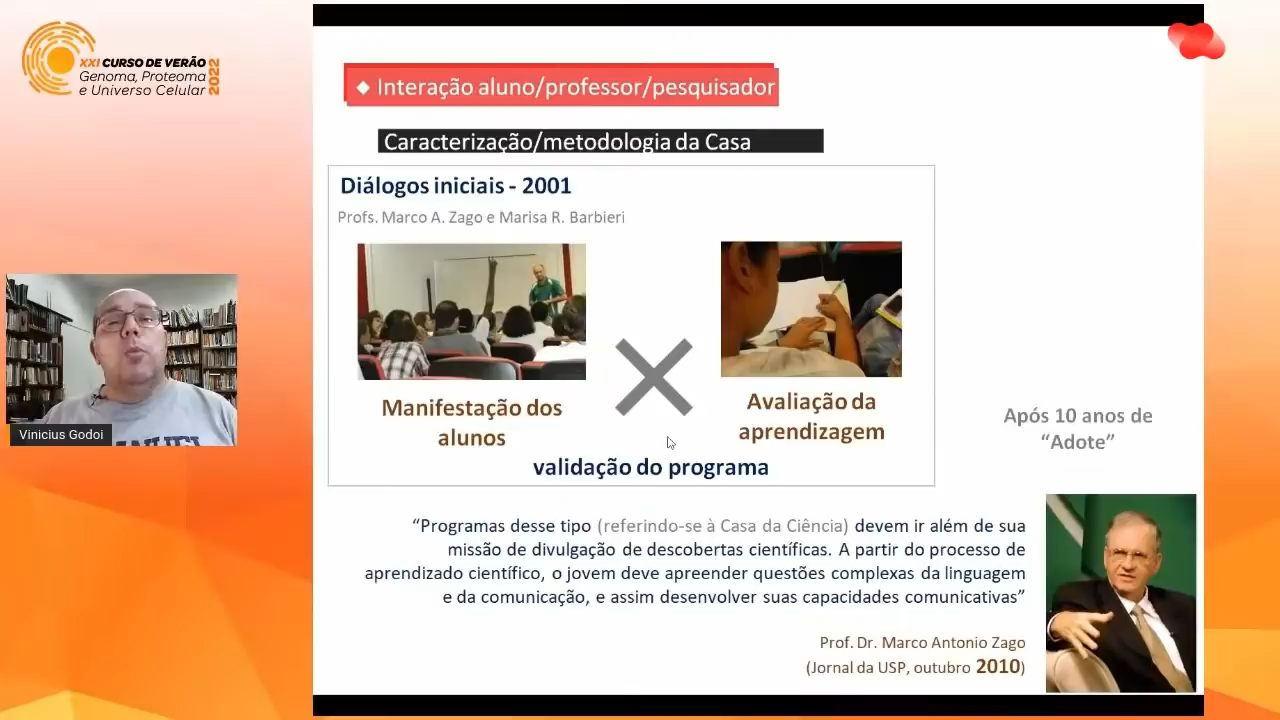 XXI CURSO DE VERÃO
Genoma, Proteoma
e Universo Celular
2022
◆ Interação aluno/professor/pesquisador
Caracterização/metodologia da Casa
Diálogos iniciais - 2001
Profs. Marco A. Zago e Marisa R. Barbieri
Manifestação dos
alunos
Avaliação da
aprendizagem
validação do programa
Após 10 anos de
“Adote”
“Programas desse tipo (referindo-se à Casa da Ciência) devem ir além de sua
missão de divulgação de descobertas científicas. A partir do processo de
aprendizado científico, o jovem deve apreender questões complexas da linguagem
e da comunicação, e assim desenvolver suas capacidades comunicativas”
Prof. Dr. Marco Antonio Zago
(Jornal da USP, outubro 2010)
Vinicius Godoi